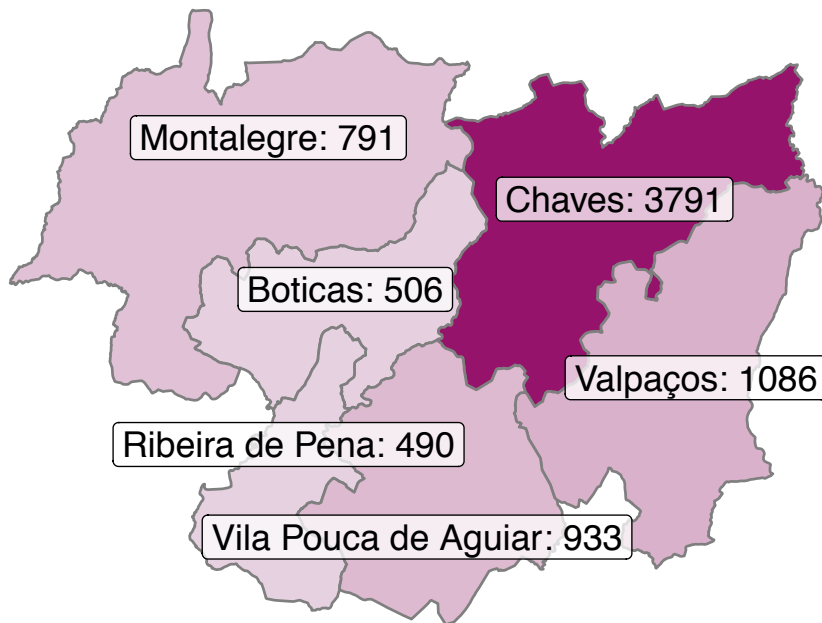 Montalegre: 791
Chaves: 3791
Boticas: 506
Valpaços: 1086
Ribeira de Pena: 490
Vila Pouca de Aguiar: 933